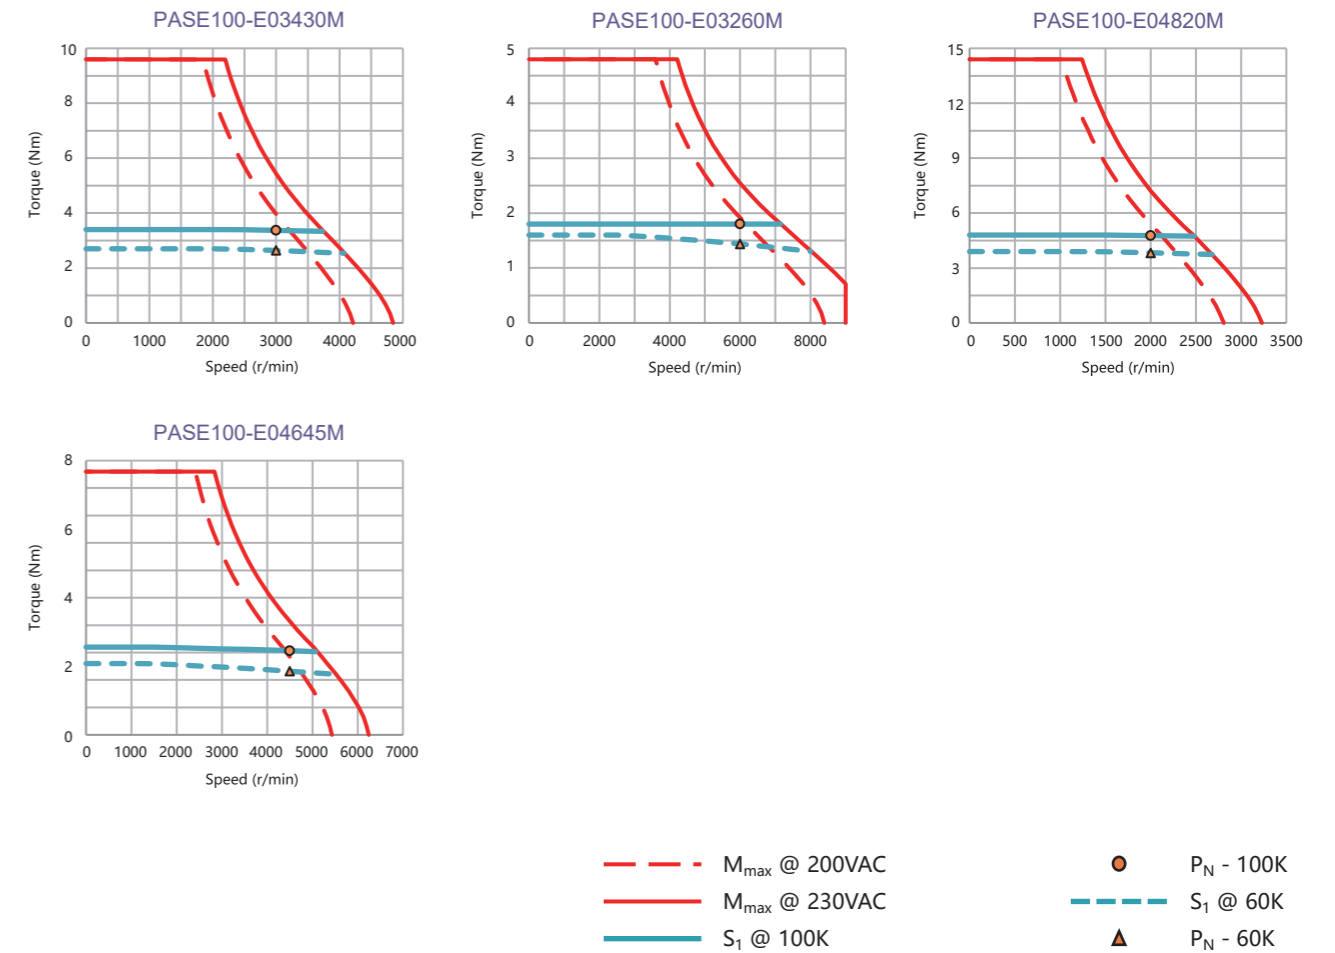 PASE100-E03430M
10
8
6
4
2
0
Torque (Nm)
0 1000 2000 3000 4000 5000
Speed (r/min)
PASE100-E03260M
5
4
3
2
1
0
Torque (Nm)
0 2000 4000 6000 8000
Speed (r/min)
PASE100-E04820M
15
12
9
6
3
0
Torque (Nm)
0 500 1000 1500 2000 2500 3000 3500
Speed (r/min)
PASE100-E04645M
8
6
4
2
0
Torque (Nm)
0 1000 2000 3000 4000 5000 6000 7000
Speed (r/min)
Mmax @ 200VAC
Mmax @ 230VAC
S1 @ 100K
PN - 100K
S1 @ 60K
PN - 60K